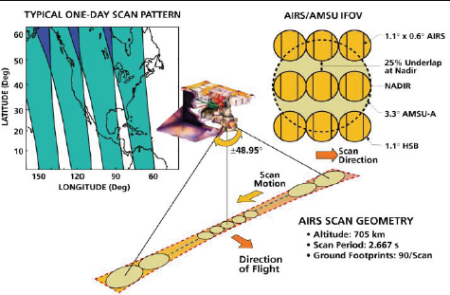 TYPICAL ONE-DAY SCAN PATTERN
60
50
40
30
20
10
LATITUDE (Deg)
150
120
90
60
LONGITUDE (Deg)
AIRS/AMSU IFOV
1.1° x 0.6° AIRS
25% Underlap
at Nadir
NADIR
3.3° AMSU-A
1.1° HSB
Scan
Direction
±48.95°
Scan
Motion
Direction
of Flight
AIRS SCAN GEOMETRY
• Altitude: 705 km
• Scan Period: 2.667 s
• Ground Footprints: 90/Scan